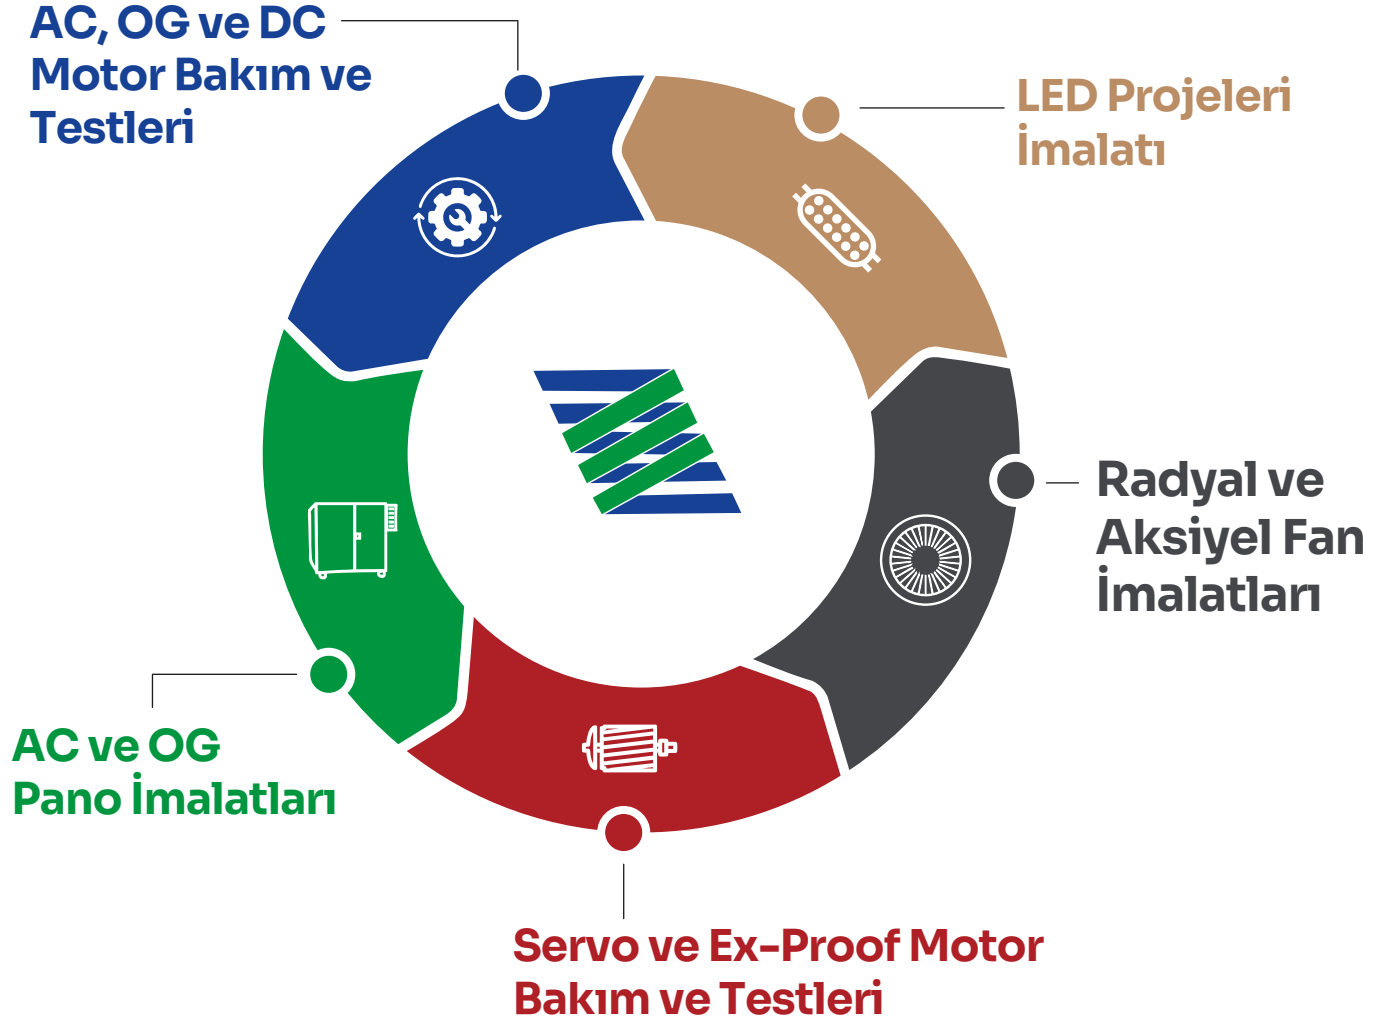 AC, OG ve DC
Motor Bakım ve
Testleri
LED Projeleri
İmalatı
Radyal ve
Aksiyel Fan
İmalatları
AC ve OG
Pano İmalatları
Servo ve Ex-Proof Motor
Bakım ve Testleri